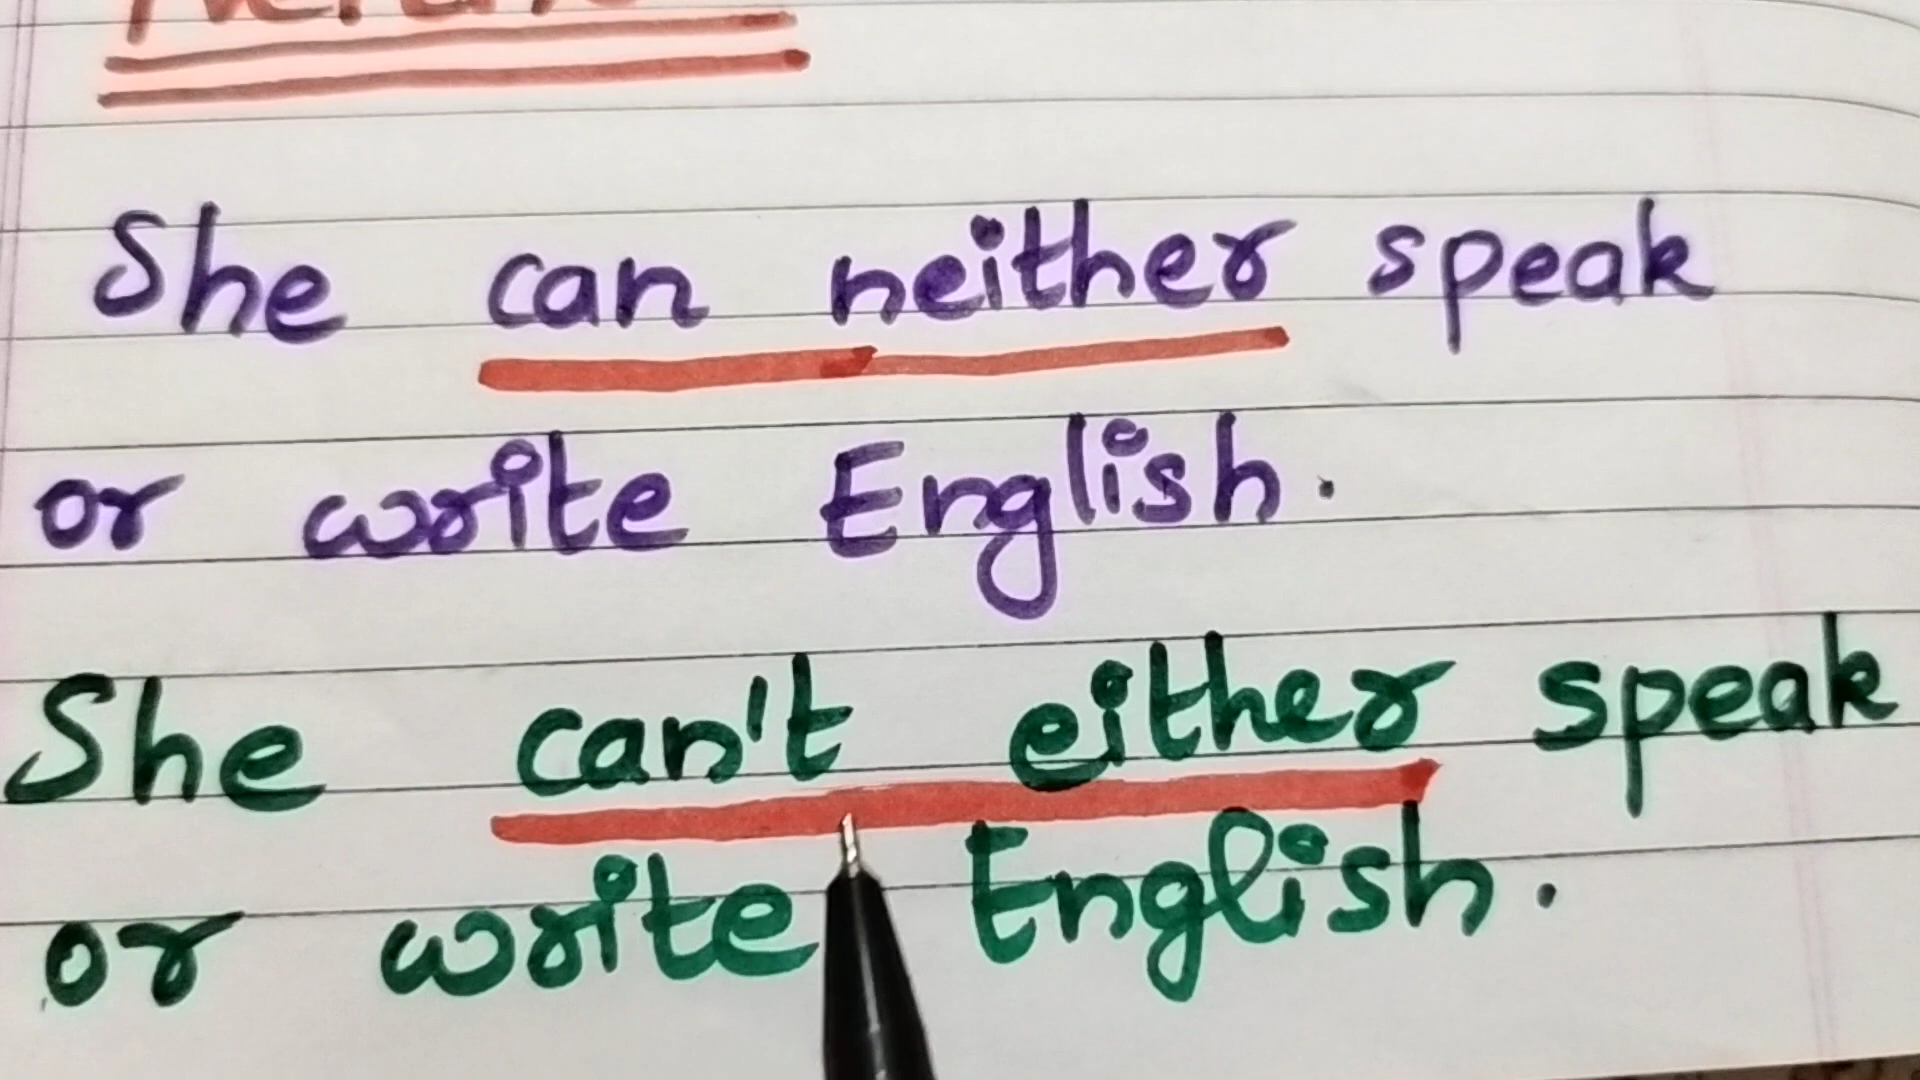 She can neither speak
or write English.
She can't either speak
or write English.